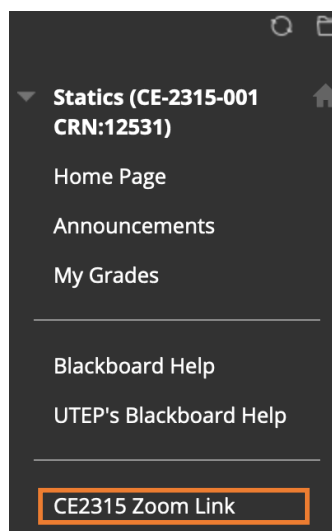 Statics (CE-2315-001
CRN:12531)
Home Page
Announcements
My Grades
Blackboard Help
UTEP's Blackboard Help
CE2315 Zoom Link